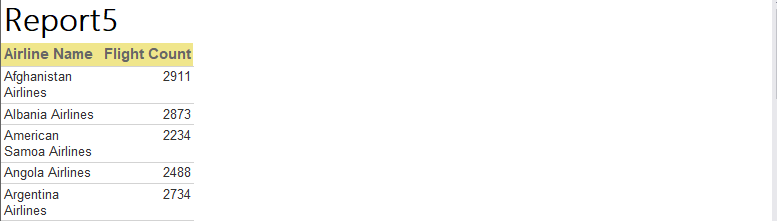 Report5
Airline Name Flight Count
Afghanistan 2911
Airlines
Albania Airlines 2873
American 2234
Samoa Airlines
Angola Airlines 2488
Argentina 2734
Airlines